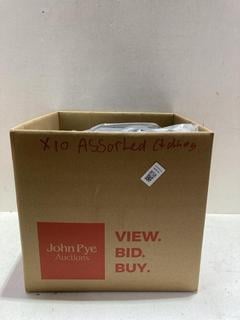 x10 Assorted Clothing
John Pye
Auctions
VIEW.
BID.
BUY.